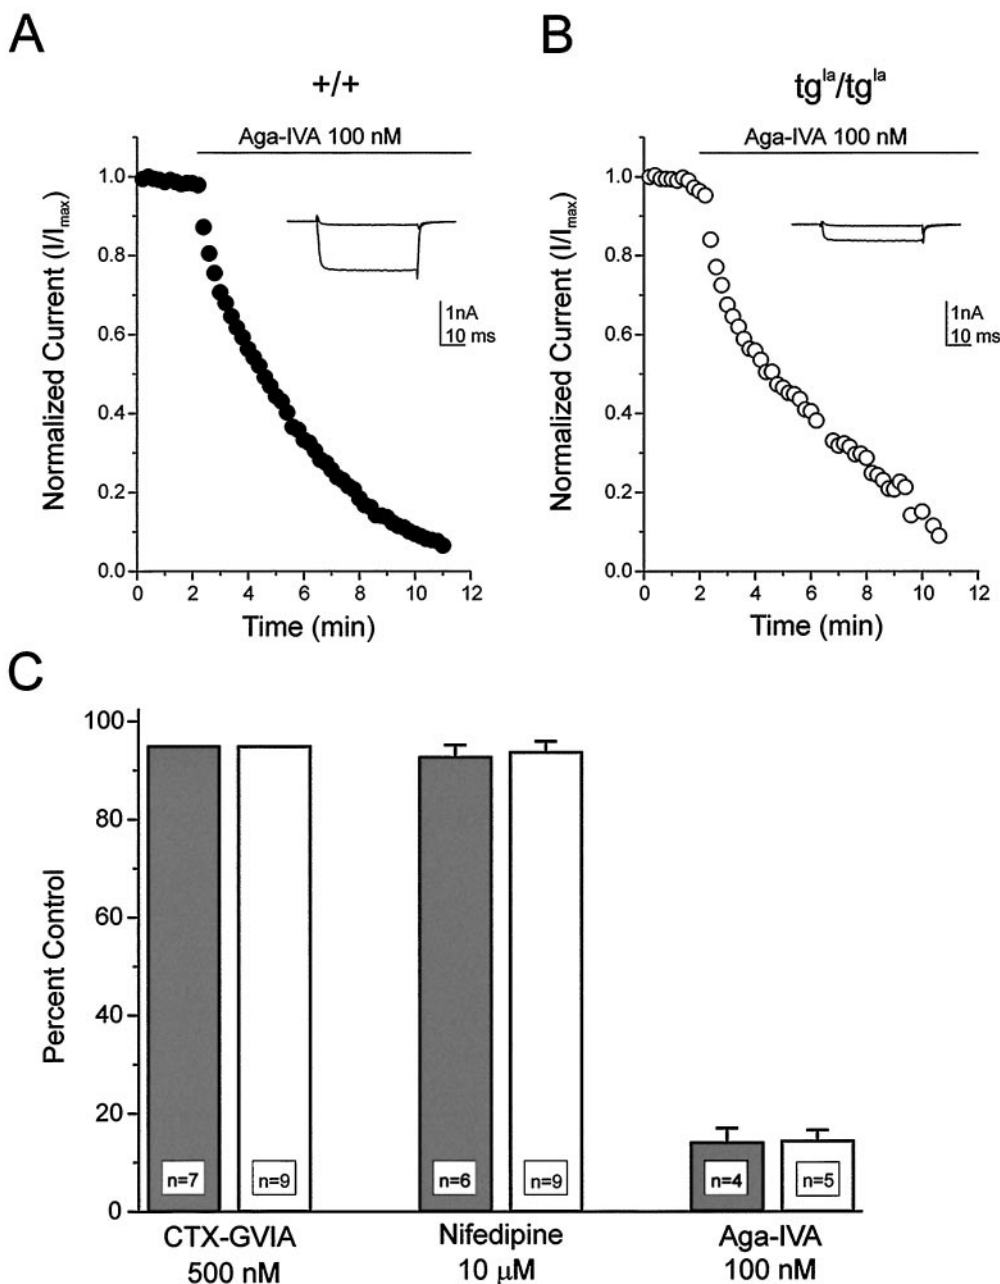 A
+/+
Aga-IVA 100 nM
1.0
0.8
0.6
0.4
0.2
0.0
Normalized Current (I/Imax)
1nA
10 ms
0 2 4 6 8 10 12
Time (min)
B
tgla/tgla
Aga-IVA 100 nM
1.0
0.8
0.6
0.4
0.2
0.0
Normalized Current (I/Imax)
1nA
10 ms
0 2 4 6 8 10 12
Time (min)
C
100
80
60
40
20
0
Percent Control
n=7 n=9 n=6 n=9 n=4 n=5
CTX-GVIA Nifedipine Aga-IVA
500 nM 10 μM 100 nM